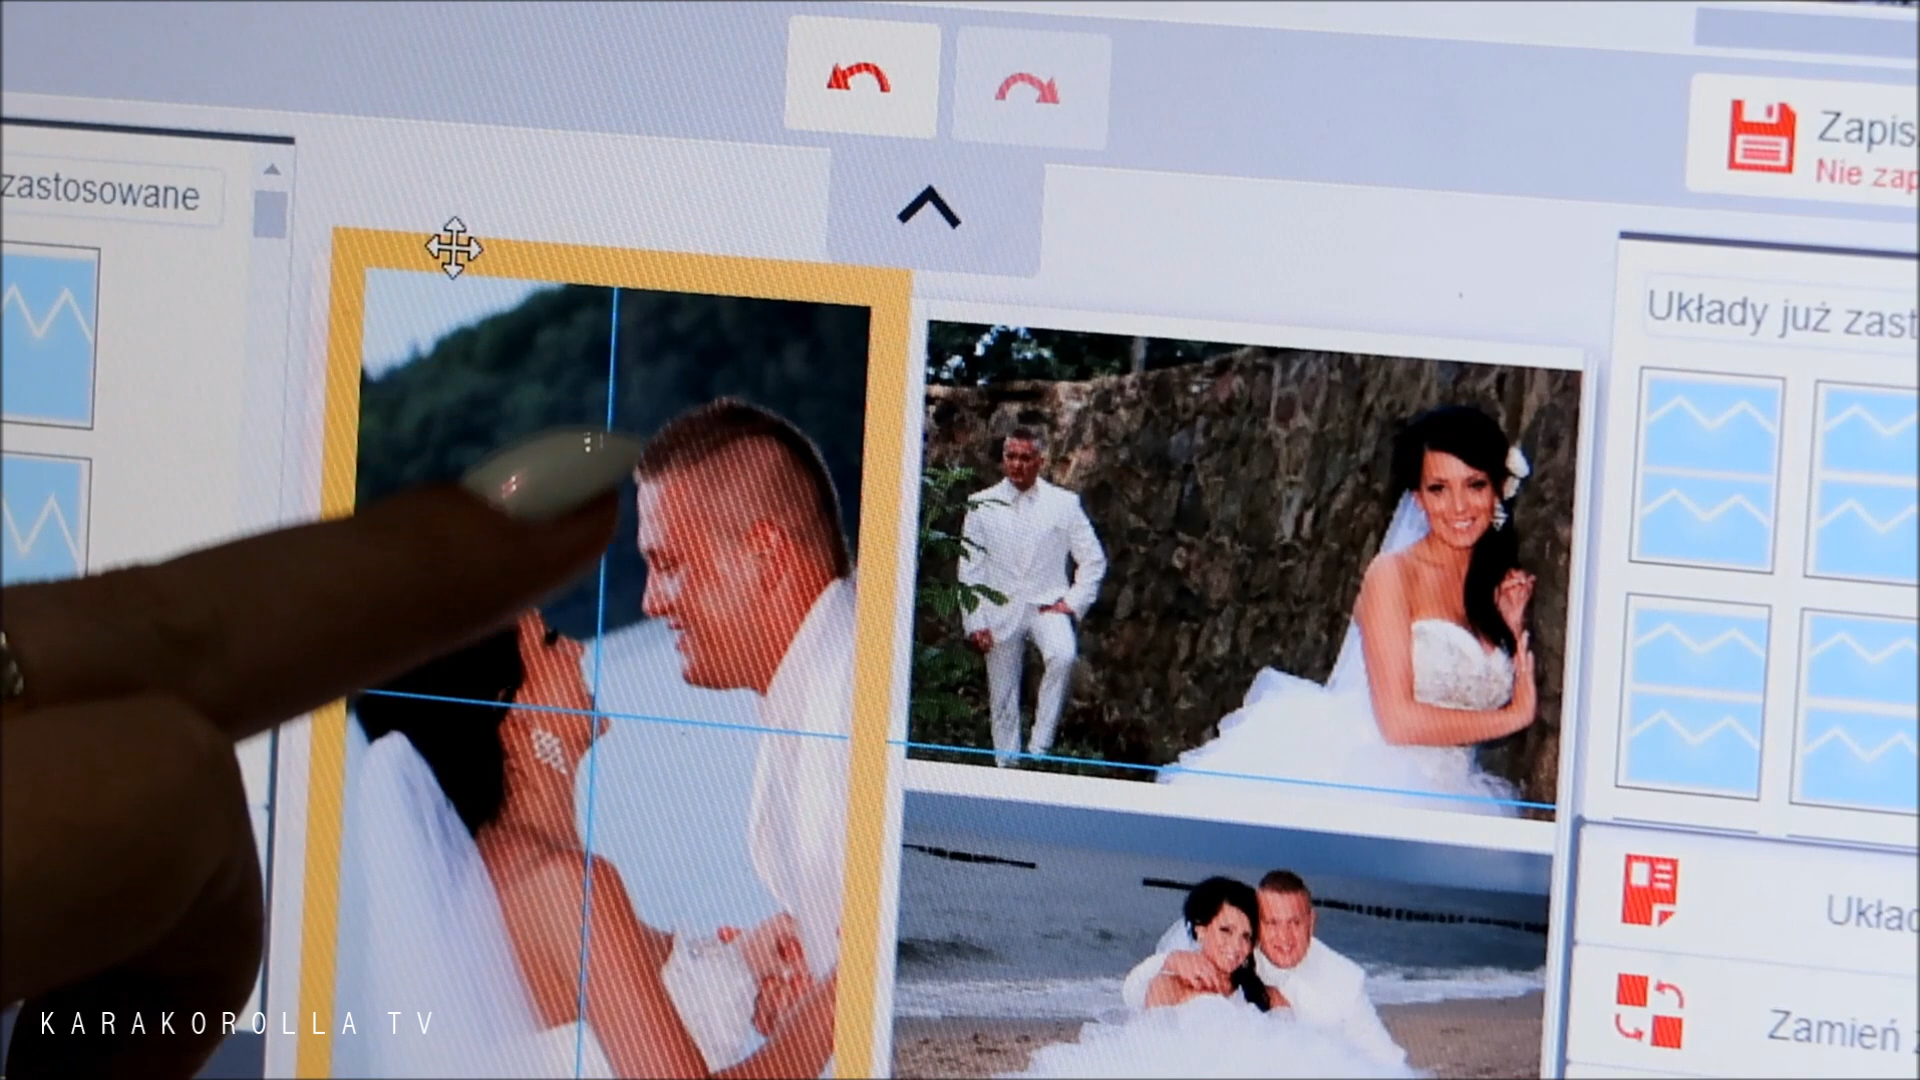 Zapis
Nie zap
zastosowane
Układy już zast
Układ
Zamień
KARAKOROLLA TV